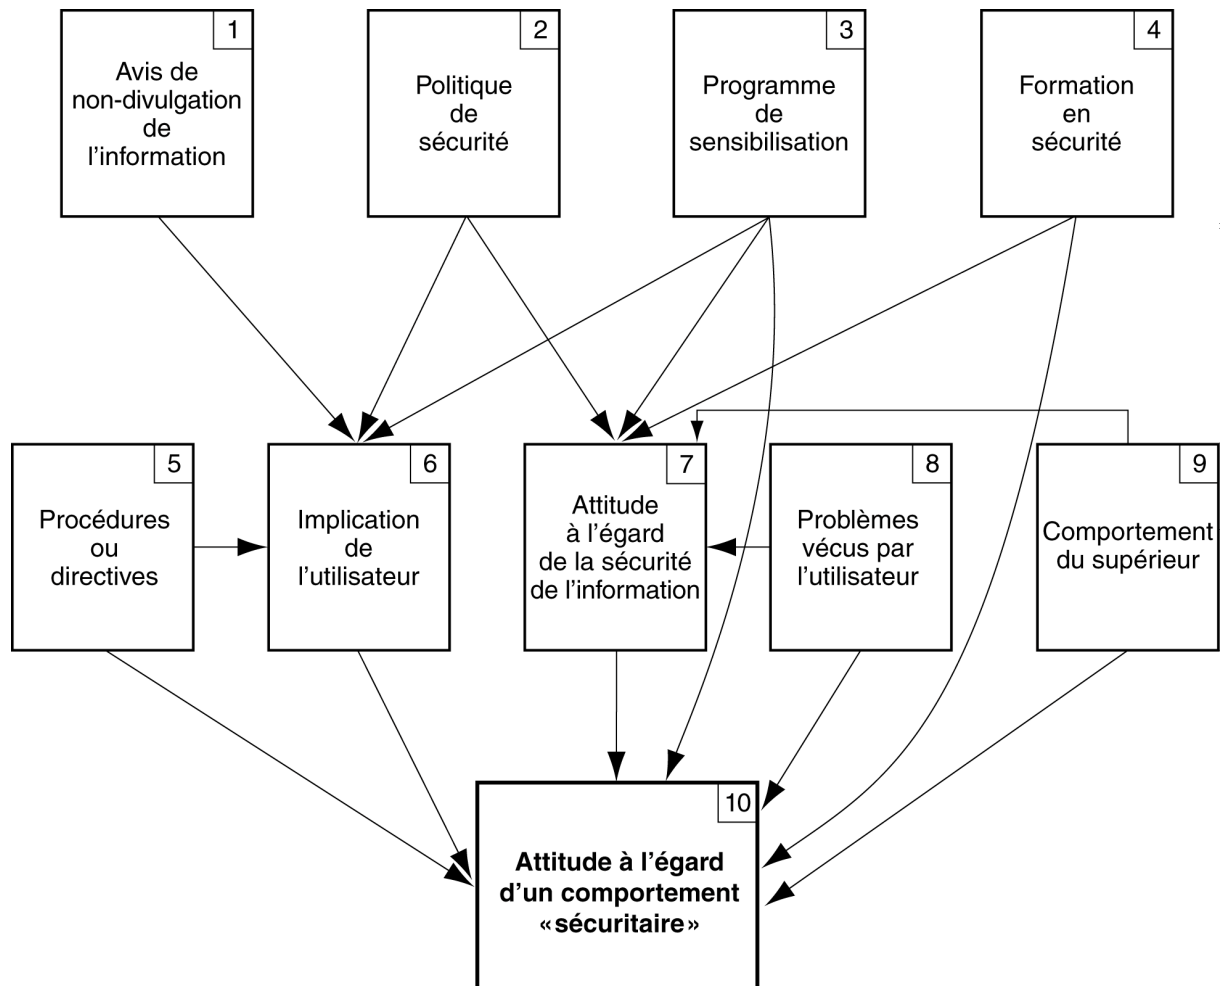 1
Avis de
non-divulgation
de
l’information
2
Politique
de
sécurité
3
Programme
de
sensibilisation
4
Formation
en
sécurité
5
Procédures
ou
directives
6
Implication
de
l’utilisateur
7
Attitude
à l’égard
de la sécurité
de l’information
8
Problèmes
vécus par
l’utilisateur
9
Comportement
du supérieur
10
Attitude à l’égard
d’un comportement
«sécuritaire»